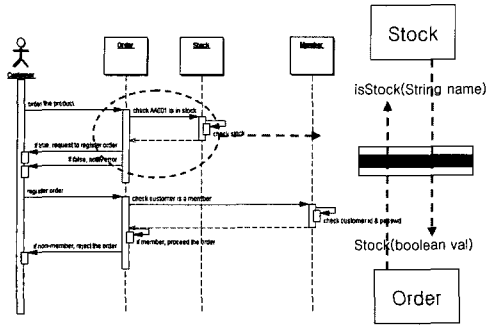 Order
Stock
Member
Customer
order the product
check AAC01 is in stock
check stock
if true, request to register order
if false, notify error
register order
check customer is a member
check customer id & passwd
if member, proceed the order
if non-member, reject the order
Stock
isStock(String name)
Stock(boolean val)
Order